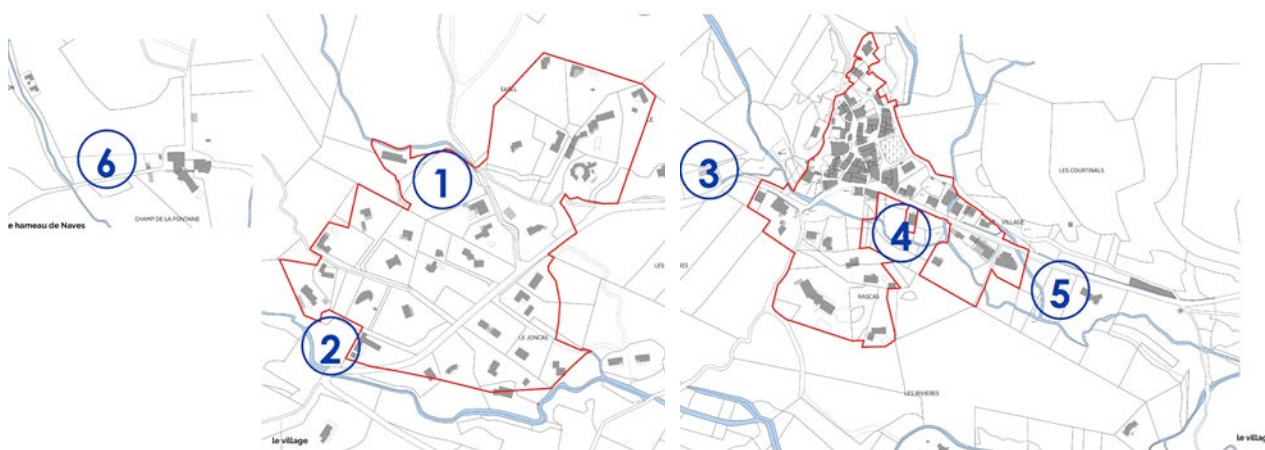 6
CHAMP DE LA FONTAINE
e hameau de Naves
SABEL
1
2
LE JONCAS
le village
3
LES COURTINALS
4
VILLAGE
5
RASCAS
LES RIVIERES
le villag